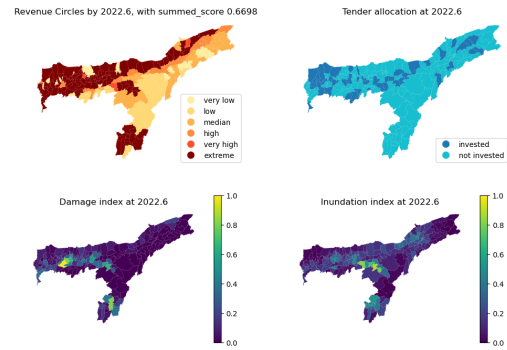 Revenue Circles by 2022.6, with summed_score 0.6698
very low
low
median
high
very high
extreme
Tender allocation at 2022.6
invested
not invested
Damage index at 2022.6
1.0
0.8
0.6
0.4
0.2
0.0
Inundation index at 2022.6
1.0
0.8
0.6
0.4
0.2
0.0